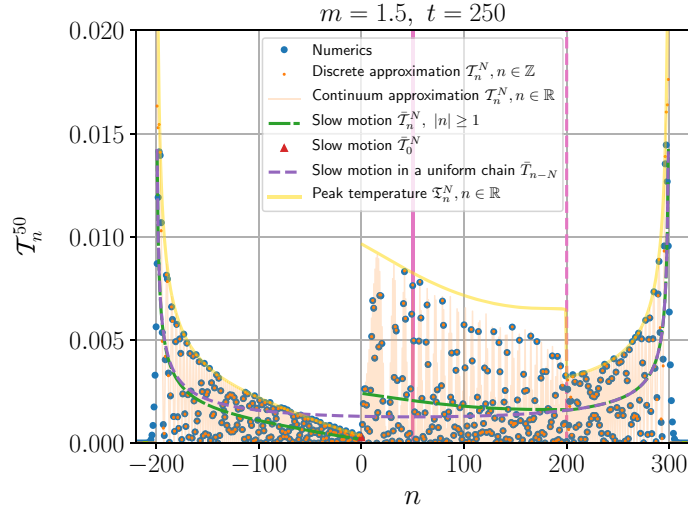 m = 1.5, t = 250
Numerics
Discrete approximation 𝒯_n^N, n ∈ ℤ
Continuum approximation 𝒯_n^N, n ∈ ℝ
Slow motion 𝒯̄_n^N, |n| ≥ 1
Slow motion 𝒯̄_0^N
Slow motion in a uniform chain T̄_{n−N}
Peak temperature 𝔗_n^N, n ∈ ℝ
0.020
0.015
0.010
0.005
0.000
𝒯_n^{50}
−200
−100
0
100
200
300
n